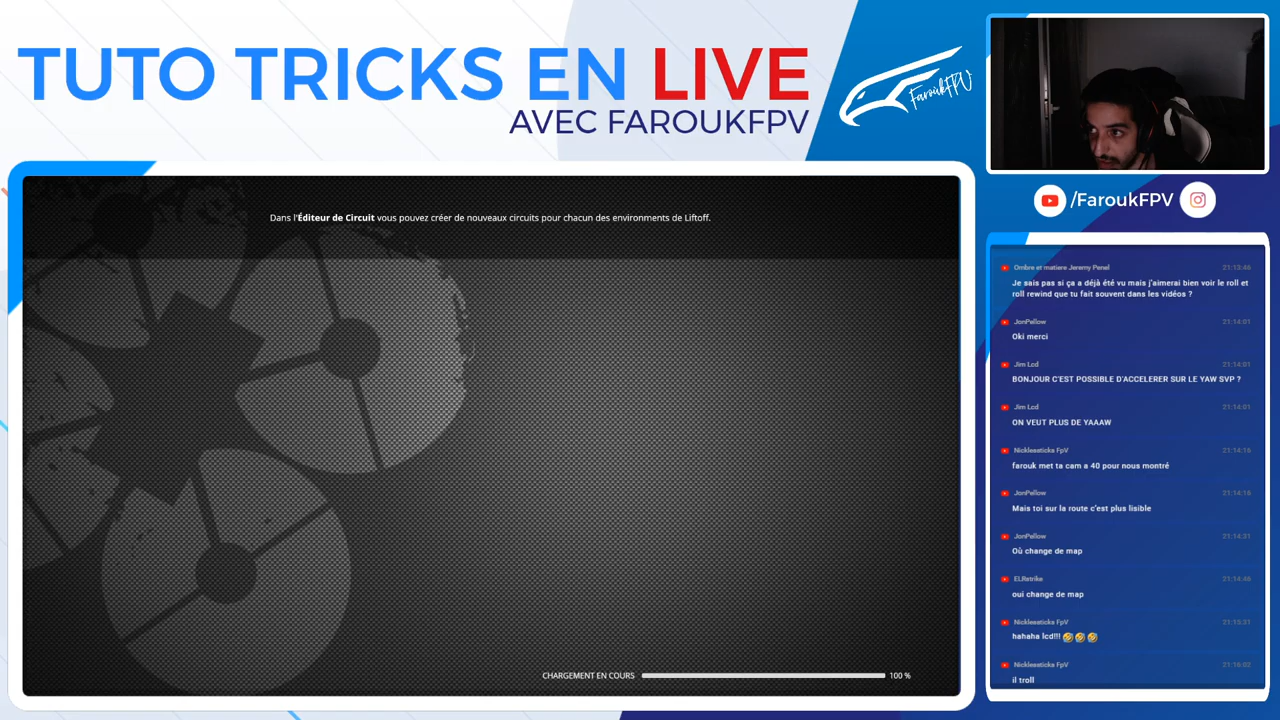 TUTO TRICKS EN LIVE
AVEC FAROUKFPV
FaroukFPV
/FaroukFPV
Dans l'Éditeur de Circuit vous pouvez créer de nouveaux circuits pour chacun des environments de Liftoff.
Ombre et matiere Jeremy Penel 21:13:46
Je sais pas si ça a déjà été vu mais j'aimerai bien voir le roll et
roll rewind que tu fait souvent dans les vidéos ?
JonPellow 21:14:01
Oki merci
Jim Lcd 21:14:01
BONJOUR C'EST POSSIBLE D'ACCELERER SUR LE YAW SVP ?
Jim Lcd 21:14:01
ON VEUT PLUS DE YAAAW
Nickleasticks FpV 21:14:16
farouk met ta cam a 40 pour nous montré
JonPellow 21:14:16
Mais toi sur la route c'est plus lisible
JonPellow 21:14:31
Où change de map
21:14:46
oui change de map
Nickleasticks FpV 21:15:31
hahaha lcd!!! 🤣🤣🤣
Nickleasticks FpV 21:16:02
il troll
CHARGEMENT EN COURS 100 %